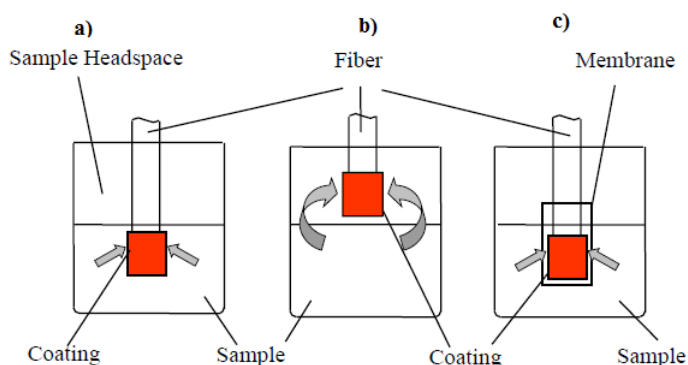 a)
b)
c)
Sample Headspace
Fiber
Membrane
Coating
Sample
Coating
Sample